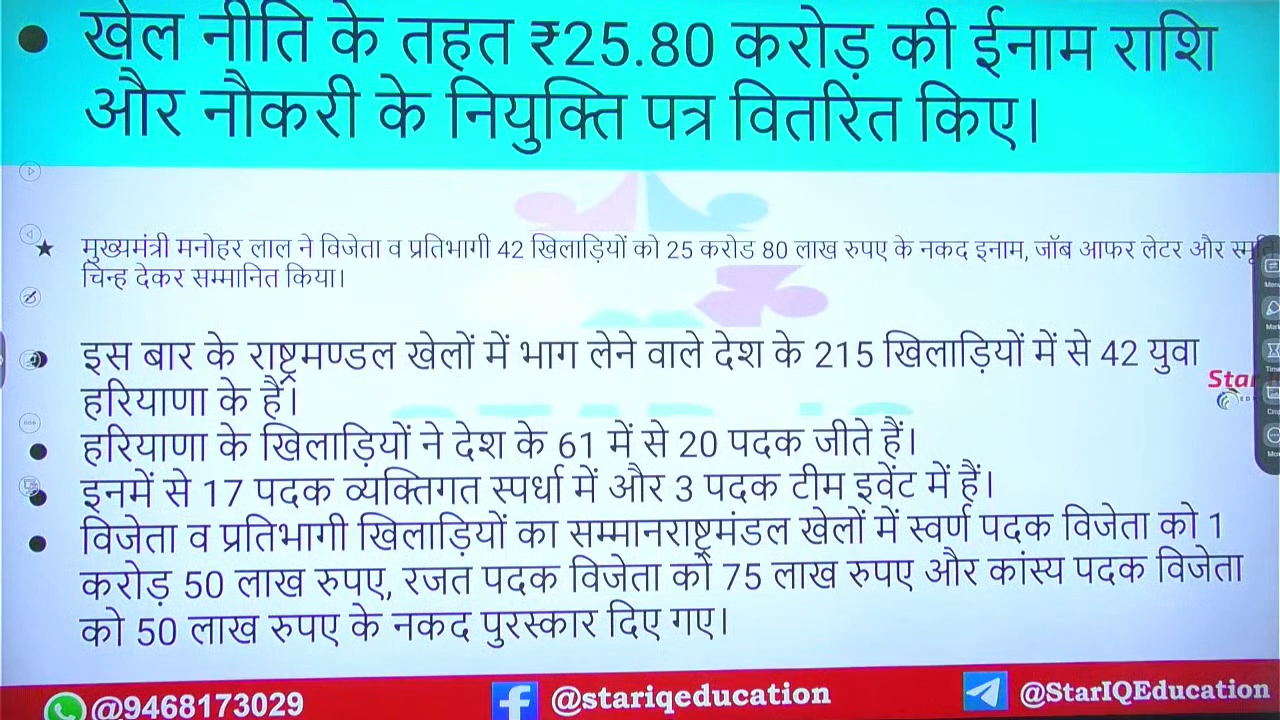 खेल नीति के तहत ₹25.80 करोड़ की ईनाम राशि
और नौकरी के नियुक्ति पत्र वितरित किए।
मुख्यमंत्री मनोहर लाल ने विजेता व प्रतिभागी 42 खिलाड़ियों को 25 करोड 80 लाख रुपए के नकद इनाम, जॉब आफर लेटर और
चिन्ह देकर सम्मानित किया।
इस बार के राष्ट्रमण्डल खेलों में भाग लेने वाले देश के 215 खिलाड़ियों में से 42 युवा
हरियाणा के हैं।
हरियाणा के खिलाड़ियों ने देश के 61 में से 20 पदक जीते हैं।
इनमें से 17 पदक व्यक्तिगत स्पर्धा में और 3 पदक टीम इवेंट में हैं।
विजेता व प्रतिभागी खिलाड़ियों का सम्मानराष्ट्रमंडल खेलों में स्वर्ण पदक विजेता को 1
करोड़ 50 लाख रुपए, रजत पदक विजेता को 75 लाख रुपए और कांस्य पदक विजेता
को 50 लाख रुपए के नकद पुरस्कार दिए गए।
@9468173029
@stariqeducation
@StarIQEducation